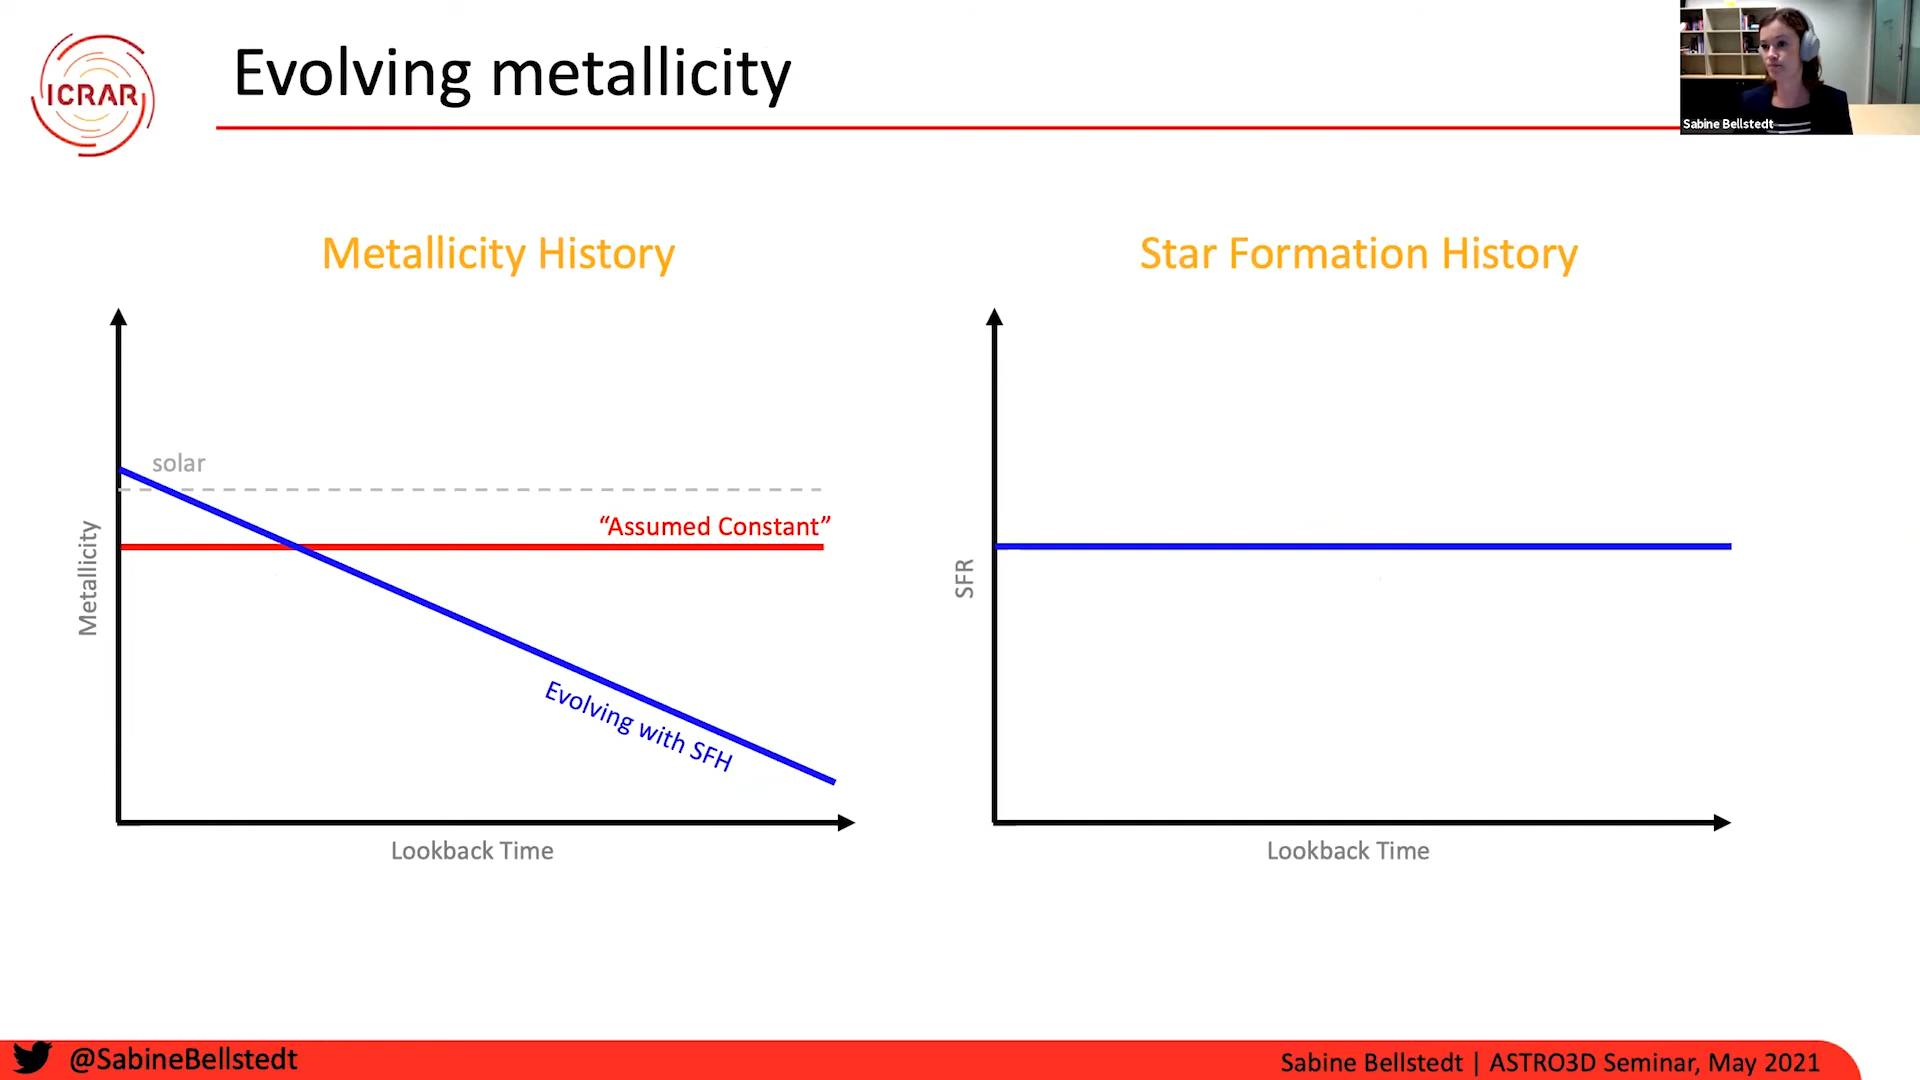 ICRAR
Evolving metallicity
Sabine Bellstedt
Metallicity History
Star Formation History
solar
"Assumed Constant"
Metallicity
Evolving with SFH
Lookback Time
SFR
Lookback Time
@SabineBellstedt
Sabine Bellstedt | ASTRO3D Seminar, May 2021